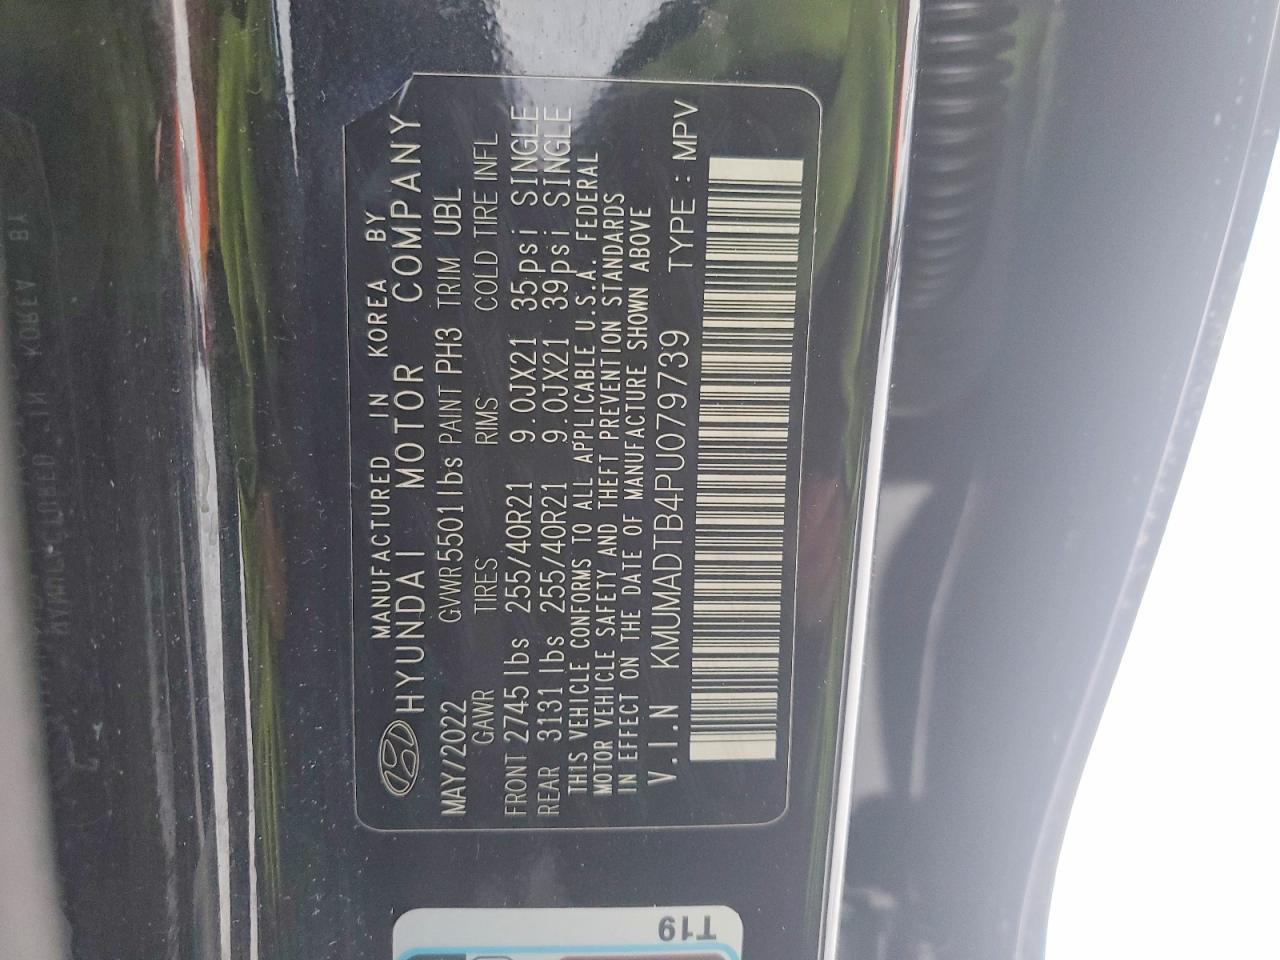 MANUFACTURED IN KOREA BY
HYUNDAI MOTOR COMPANY
MAY/2022 GVWR 5501 lbs PAINT PH3 TRIM UBL
GAWR TIRES RIMS COLD TIRE INFL
FRONT 2745 lbs 255/40R21 9.0JX21 35psi SINGLE
REAR 3131 lbs 255/40R21 9.0JX21 39psi SINGLE
THIS VEHICLE CONFORMS TO ALL APPLICABLE U.S.A. FEDERAL
MOTOR VEHICLE SAFETY AND THEFT PREVENTION STANDARDS
IN EFFECT ON THE DATE OF MANUFACTURE SHOWN ABOVE
V.I.N KMUMADTB4PU079739 TYPE : MPV
T19